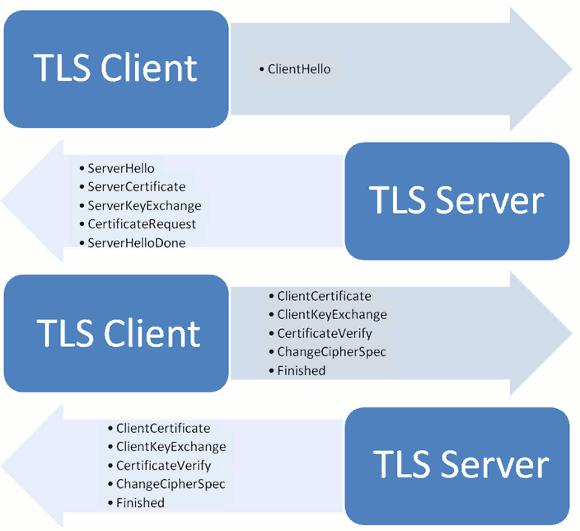 TLS Client
• ClientHello
• ServerHello
• ServerCertificate
• ServerKeyExchange
• CertificateRequest
• ServerHelloDone
TLS Server
TLS Client
• ClientCertificate
• ClientKeyExchange
• CertificateVerify
• ChangeCipherSpec
• Finished
• ClientCertificate
• ClientKeyExchange
• CertificateVerify
• ChangeCipherSpec
• Finished
TLS Server